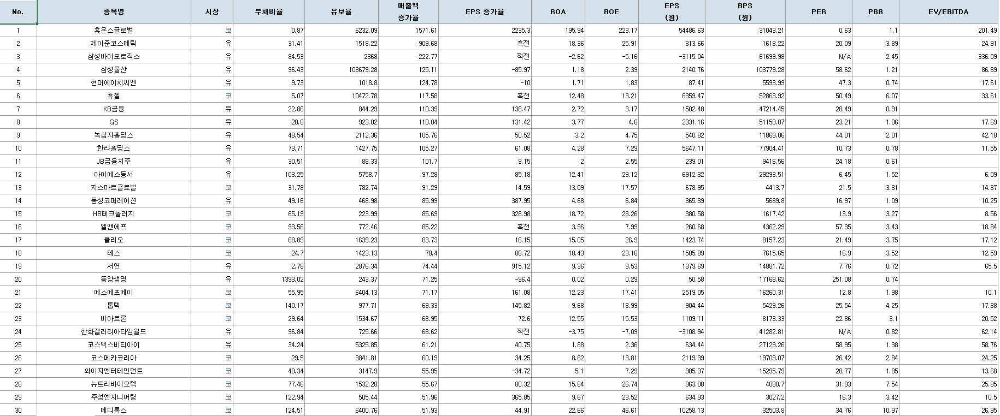 No. 종목명 시장 부채비율 유보율 매출액 증가율 EPS 증가율 ROA ROE EPS (원) BPS (원) PER PBR EV/EBITDA
1 휴온스글로벌 코 0.87 6232.09 1571.61 2235.3 195.94 223.17 54486.63 31043.21 0.63 1.1 201.49
2 제이준코스메틱 유 31.41 1518.22 909.68 흑전 18.36 25.91 313.66 1618.22 20.09 3.89 24.91
3 삼성바이오로직스 유 84.53 2368 222.77 적전 -2.62 -5.16 -3115.04 61699.98 N/A 2.45 336.09
4 삼성물산 유 96.43 103679.28 125.11 -85.97 1.18 2.39 2140.76 103779.28 58.62 1.21 86.89
5 현대에이치씨엔 유 9.73 1018.8 124.78 -10 1.71 1.83 87.41 5593.99 47.3 0.74 17.61
6 휴젤 코 5.07 10472.78 117.58 흑전 12.48 13.21 6359.47 52863.92 50.49 6.07 33.61
7 KB금융 유 22.86 844.29 110.39 138.47 2.72 3.17 1502.48 47214.45 28.49 0.91
8 GS 유 20.8 923.02 110.04 131.42 3.77 4.6 2331.16 51150.87 23.21 1.06 17.69
9 녹십자홀딩스 유 48.54 2112.36 105.76 50.52 3.2 4.75 540.82 11869.06 44.01 2.01 42.18
10 한라홀딩스 유 73.71 1427.75 105.27 61.08 4.28 7.29 5647.11 77904.41 10.73 0.78 11.55
11 JB금융지주 유 30.51 88.33 101.7 9.15 2 2.55 239.01 9416.56 24.18 0.61
12 아이에스동서 유 103.25 5758.7 97.28 85.18 12.41 29.12 6912.32 29293.51 6.45 1.52 6.09
13 지스마트글로벌 코 31.78 782.74 91.29 14.59 13.09 17.57 678.95 4413.7 21.5 3.31 14.37
14 동성코퍼레이션 유 49.16 468.98 85.99 387.95 4.68 6.84 365.39 5689.8 16.97 1.09 10.25
15 HB테크놀러지 코 65.19 223.99 85.69 328.98 18.72 28.26 380.58 1617.42 13.9 3.27 8.56
16 엘앤에프 코 93.56 772.46 85.22 흑전 3.96 7.99 260.68 4362.29 57.35 3.43 18.84
17 클리오 코 68.89 1639.23 83.73 16.15 15.05 26.9 1423.74 8157.23 21.49 3.75 17.12
18 테스 코 24.7 1423.13 78.4 88.72 18.43 23.16 1585.89 7615.65 16.9 3.52 12.59
19 서연 유 2.78 2876.34 74.44 915.12 9.36 9.53 1379.69 14881.72 7.76 0.72 65.5
20 동양생명 유 1393.02 243.37 71.25 -96.4 0.02 0.29 50.58 17168.62 251.08 0.74
21 에스에프에이 코 55.95 6404.13 71.17 161.08 12.23 17.41 2519.05 16260.31 12.8 1.98 10.1
22 톱텍 코 140.17 977.71 69.33 145.82 9.68 18.99 904.44 5429.26 25.54 4.25 17.38
23 비아트론 코 29.64 1534.67 68.95 72.6 12.55 15.53 1109.11 8173.33 22.86 3.1 20.52
24 한화갤러리아타임월드 유 96.84 725.66 68.62 적전 -3.75 -7.09 -3108.94 41282.81 N/A 0.82 62.14
25 코스맥스비티아이 유 34.24 5325.85 61.21 40.75 1.88 2.36 634.44 27129.26 58.95 1.38 58.76
26 코스메카코리아 코 29.5 3841.81 60.19 34.25 8.82 13.81 2119.39 19709.07 26.42 2.84 24.25
27 와이지엔터테인먼트 코 40.34 3147.9 55.95 -34.72 5.1 7.29 985.37 15295.79 28.77 1.85 13.68
28 뉴트리바이오텍 코 77.46 1532.28 55.67 80.32 15.64 26.74 963.08 4080.7 31.93 7.54 25.85
29 주성엔지니어링 코 122.94 505.44 51.96 365.85 9.67 23.52 634.93 3027.2 16.3 3.42 10.5
30 메디톡스 코 124.51 6400.76 51.93 44.91 22.66 46.61 10258.13 32503.8 34.76 10.97 26.95